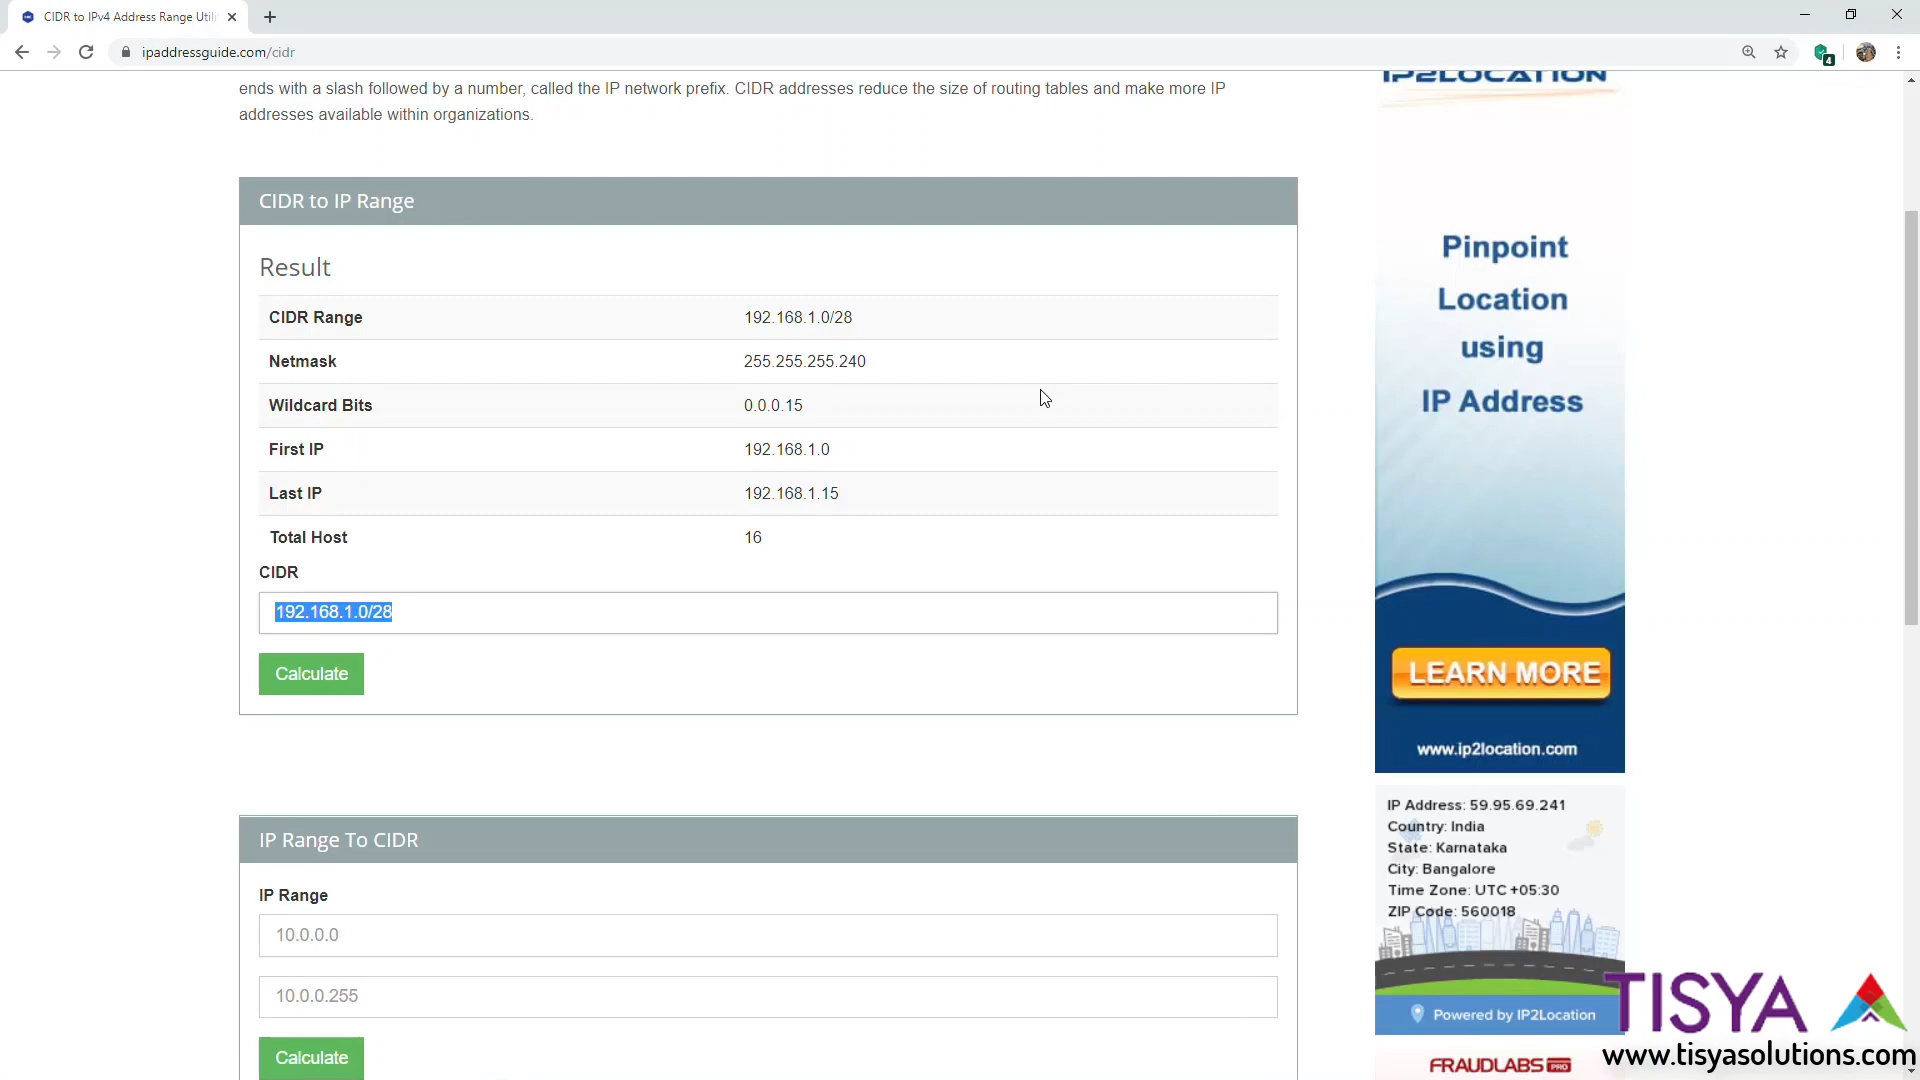 CIDR to IPv4 Address Range Utili
ipaddressguide.com/cidr
4
ends with a slash followed by a number, called the IP network prefix. CIDR addresses reduce the size of routing tables and make more IP
addresses available within organizations.
CIDR to IP Range
Result
CIDR Range 192.168.1.0/28
Netmask 255.255.255.240
Wildcard Bits 0.0.0.15
First IP 192.168.1.0
Last IP 192.168.1.15
Total Host 16
CIDR
192.168.1.0/28
Calculate
IP Range To CIDR
IP Range
10.0.0.0
10.0.0.255
Calculate
IP2LOCATION
Pinpoint
Location
using
IP Address
LEARN MORE
www.ip2location.com
IP Address: 59.95.69.241
Country: India
State: Karnataka
City: Bangalore
Time Zone: UTC +05:30
ZIP Code: 560018
Powered by IP2Location
FRAUDLABS PRO
TISYA
www.tisyasolutions.com